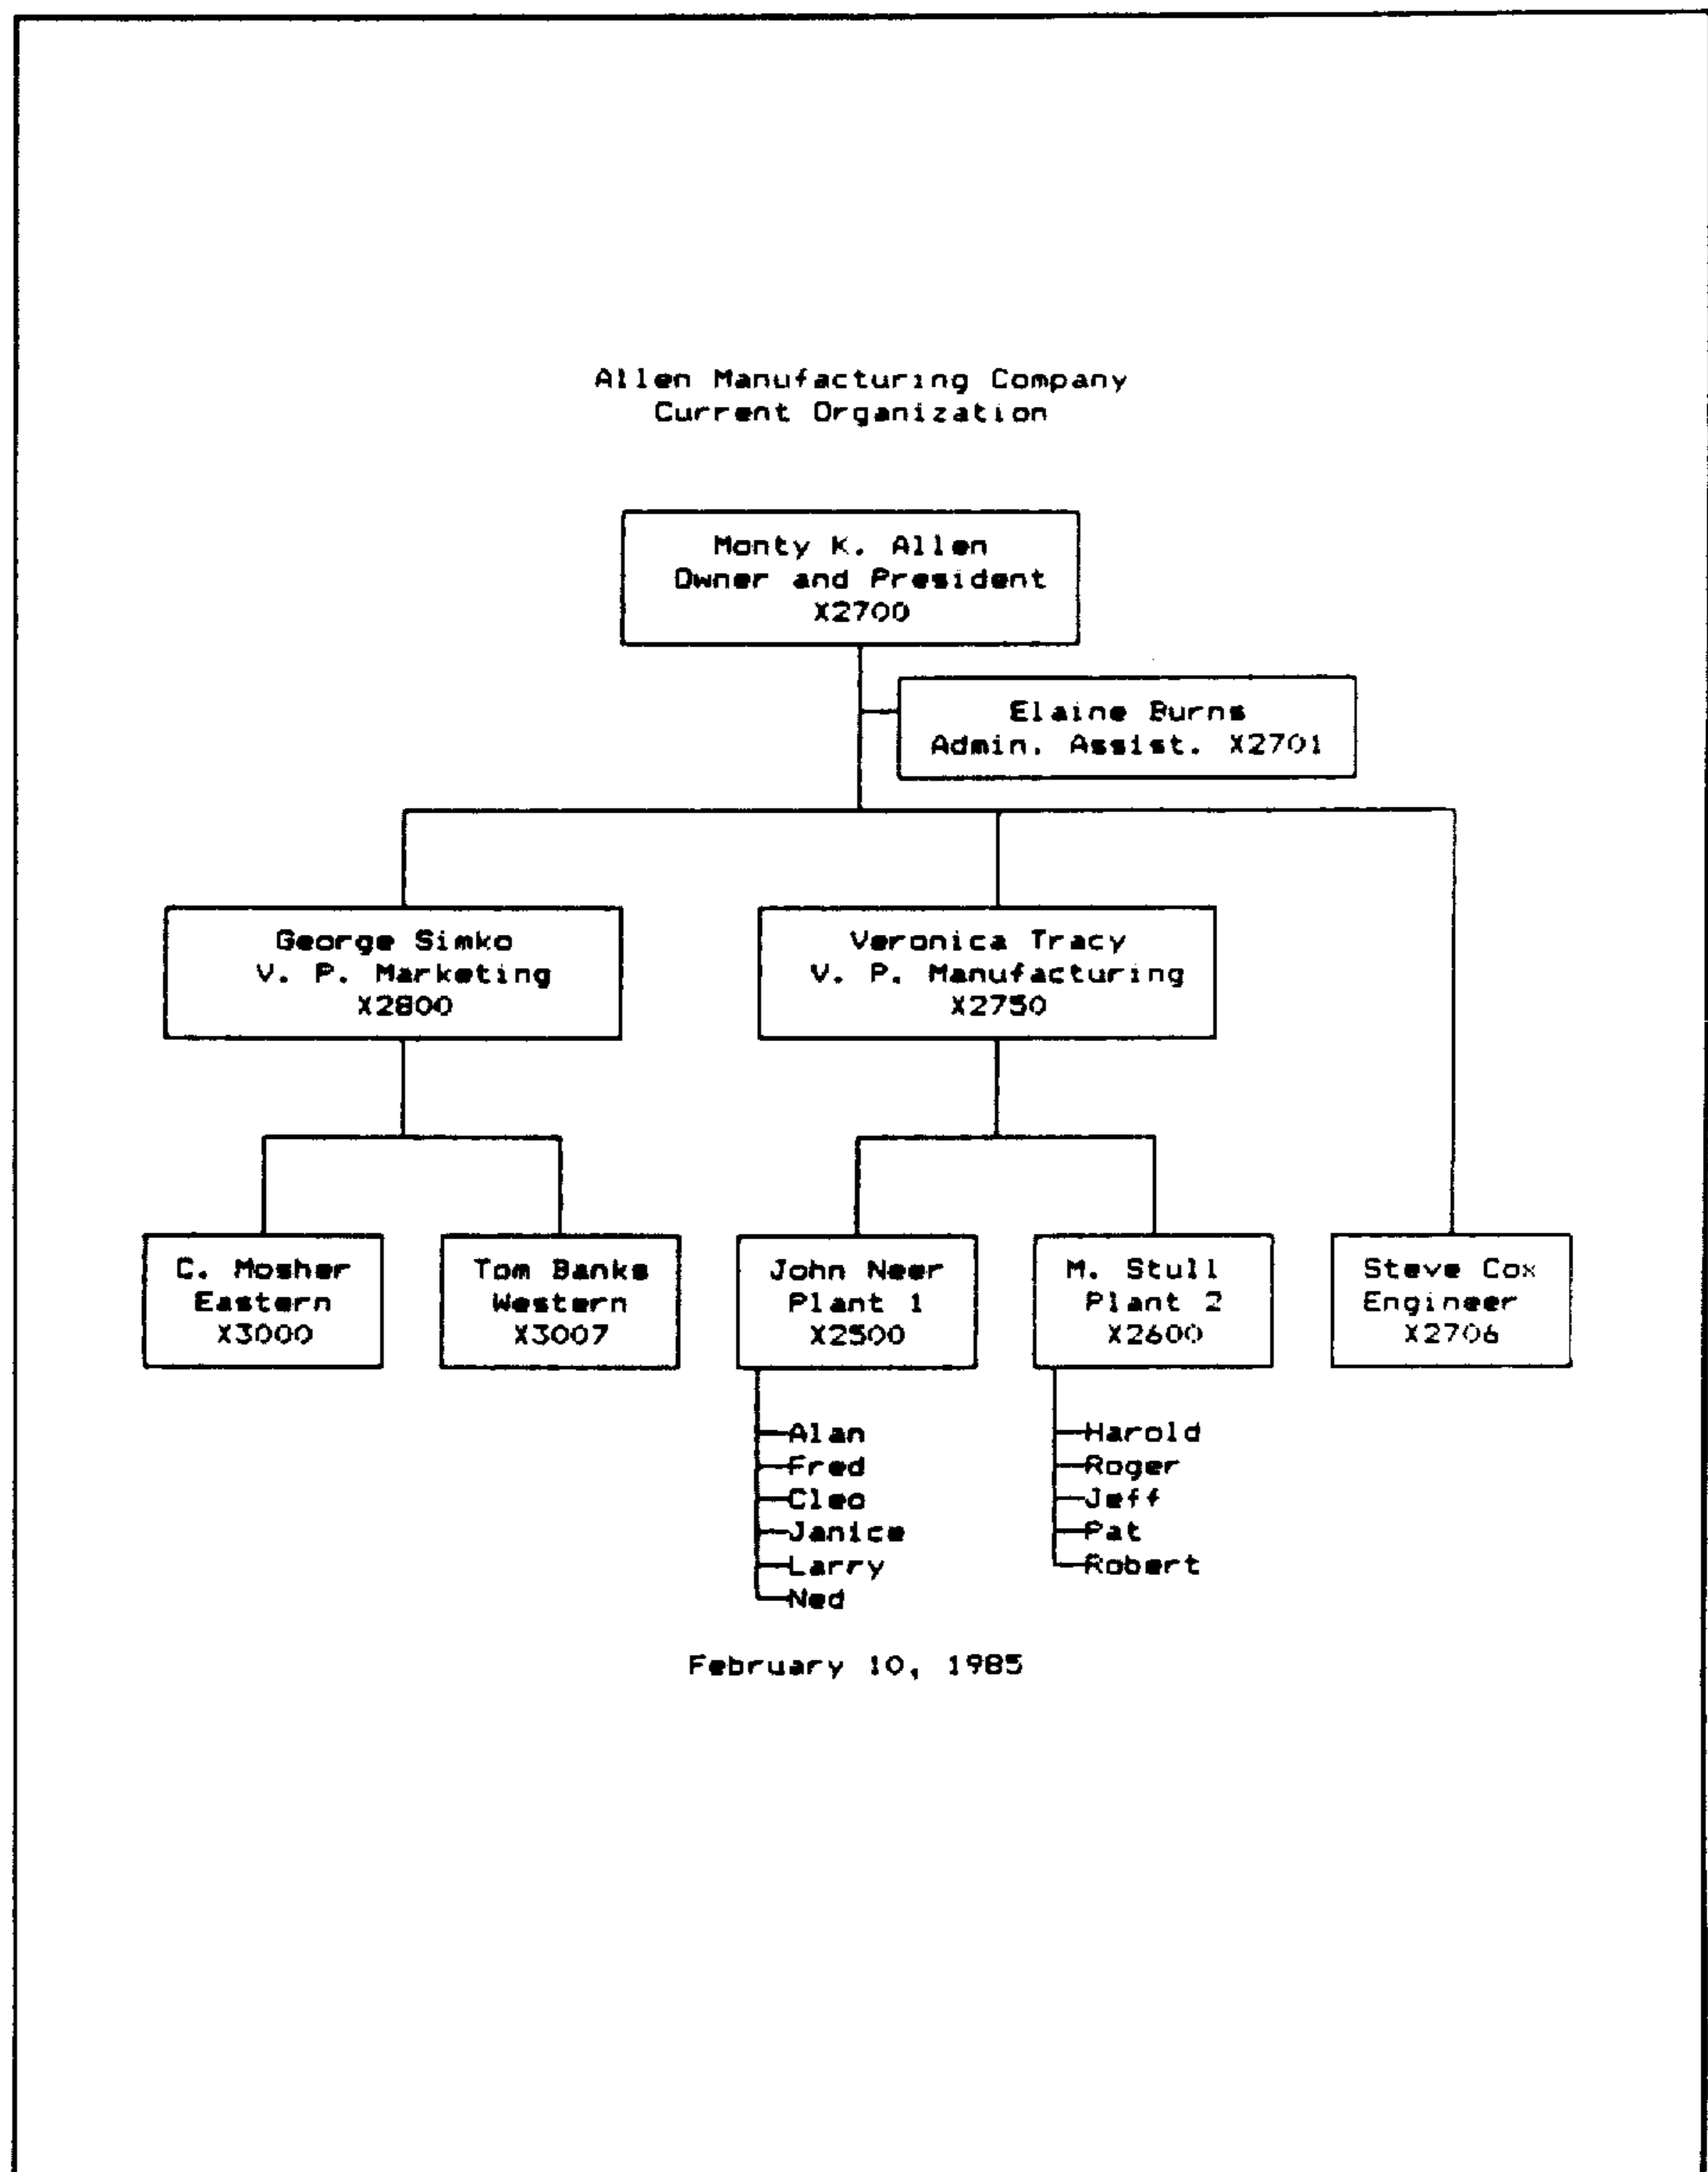 Allen Manufacturing Company
Current Organization
Monty K. Allen
Owner and President
X2700
Elaine Burns
Admin. Assist. X2701
George Simko
V. P. Marketing
X2800
Veronica Tracy
V. P. Manufacturing
X2750
C. Mosher
Eastern
X3000
Tom Banks
Western
X3007
John Neer
Plant 1
X2500
M. Stull
Plant 2
X2600
Steve Cox
Engineer
X2706
Alan
Fred
Cleo
Janice
Larry
Ned
Harold
Roger
Jeff
Pat
Robert
February 10, 1985